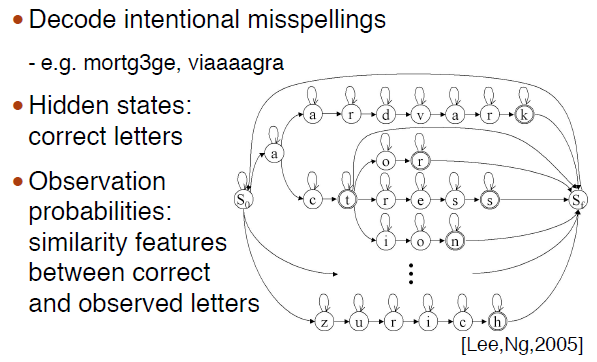 • Decode intentional misspellings
- e.g. mortg3ge, viaaaagra
• Hidden states:
correct letters
• Observation
probabilities:
similarity features
between correct
and observed letters
a r d v a r k
a
o r
S0 c t r e s s Sf
i o n
z u r i c h
[Lee,Ng,2005]